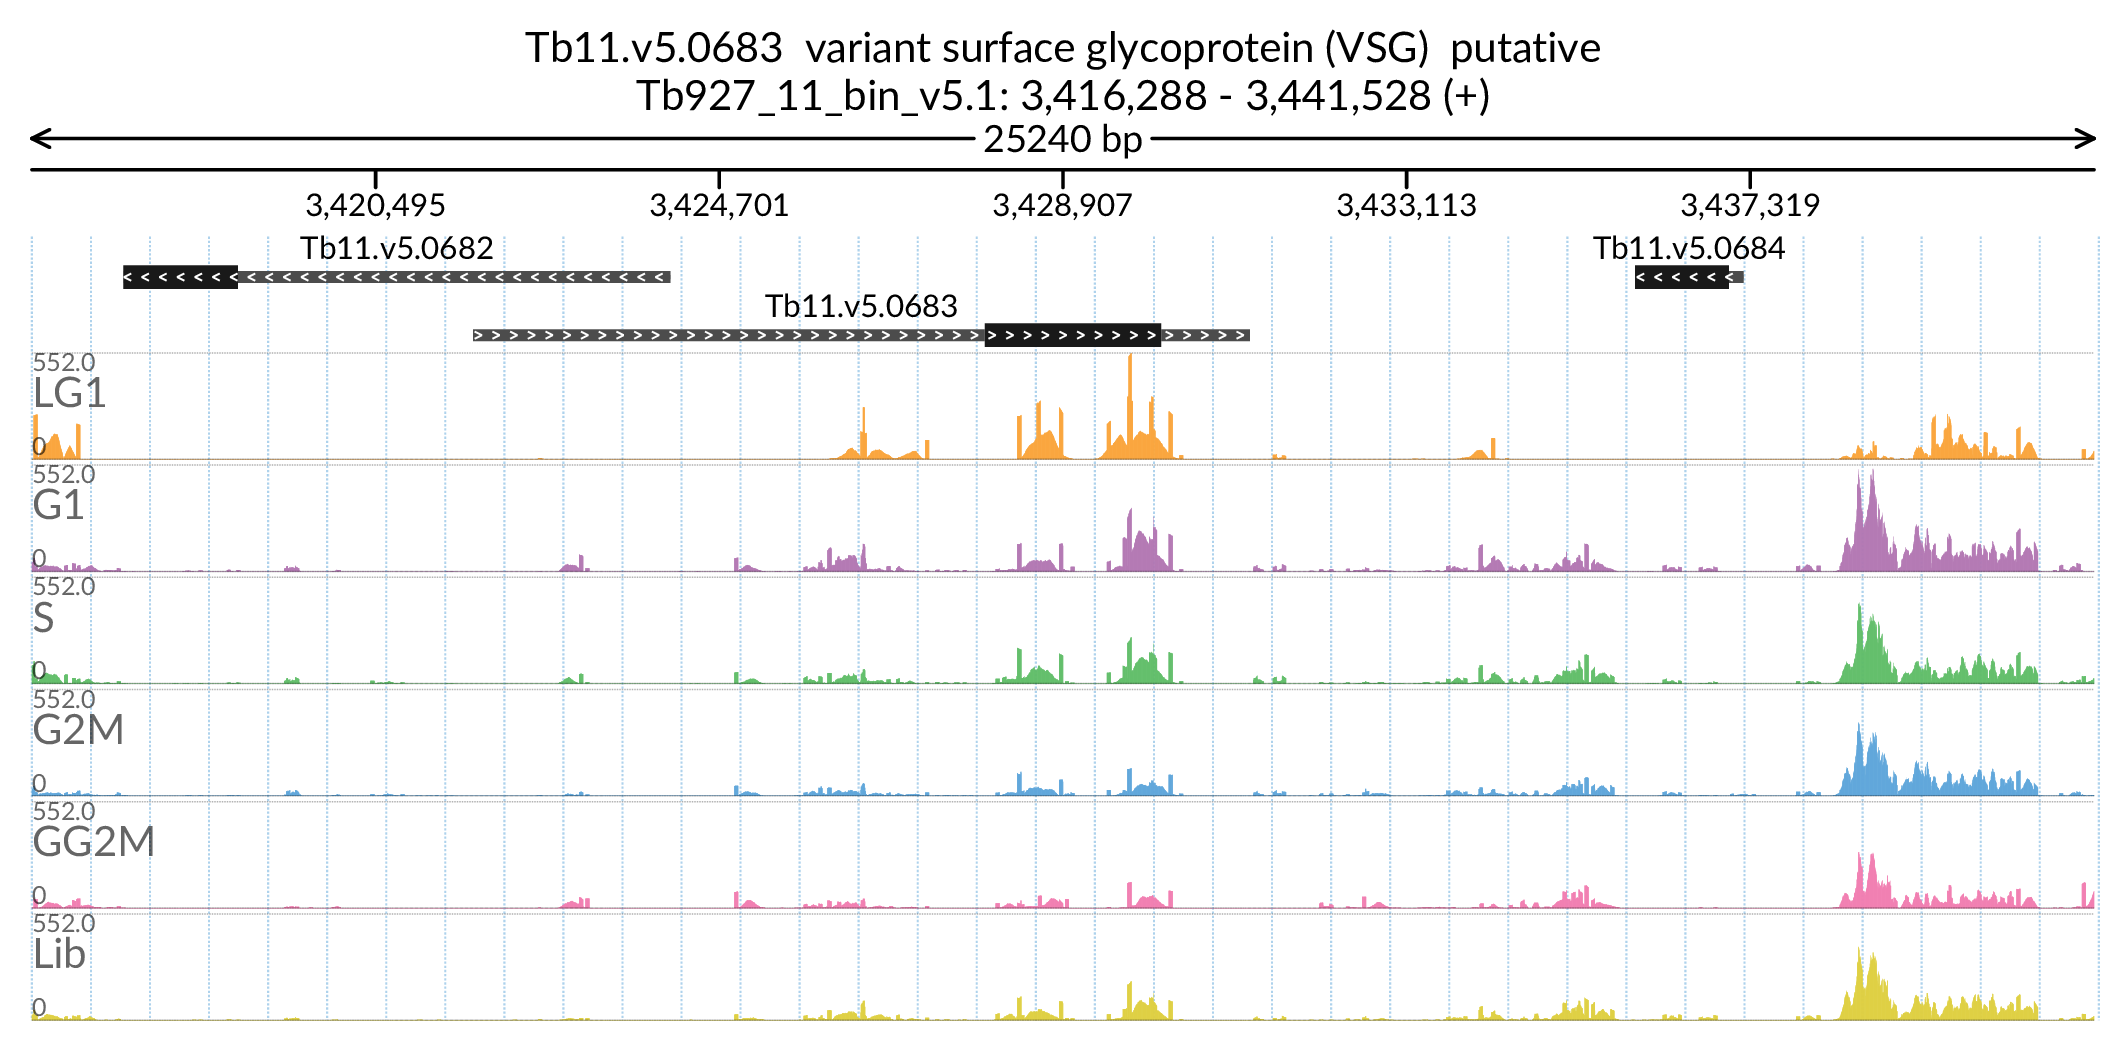 Tb11.v5.0683  variant surface glycoprotein (VSG)  putative
Tb927_11_bin_v5.1: 3,416,288 - 3,441,528 (+)
25240 bp
3,420,495 3,424,701 3,428,907 3,433,113 3,437,319
Tb11.v5.0682 Tb11.v5.0684
Tb11.v5.0683
552.0
LG1
0
552.0
G1
0
552.0
S
0
552.0
G2M
0
552.0
GG2M
0
552.0
Lib
0